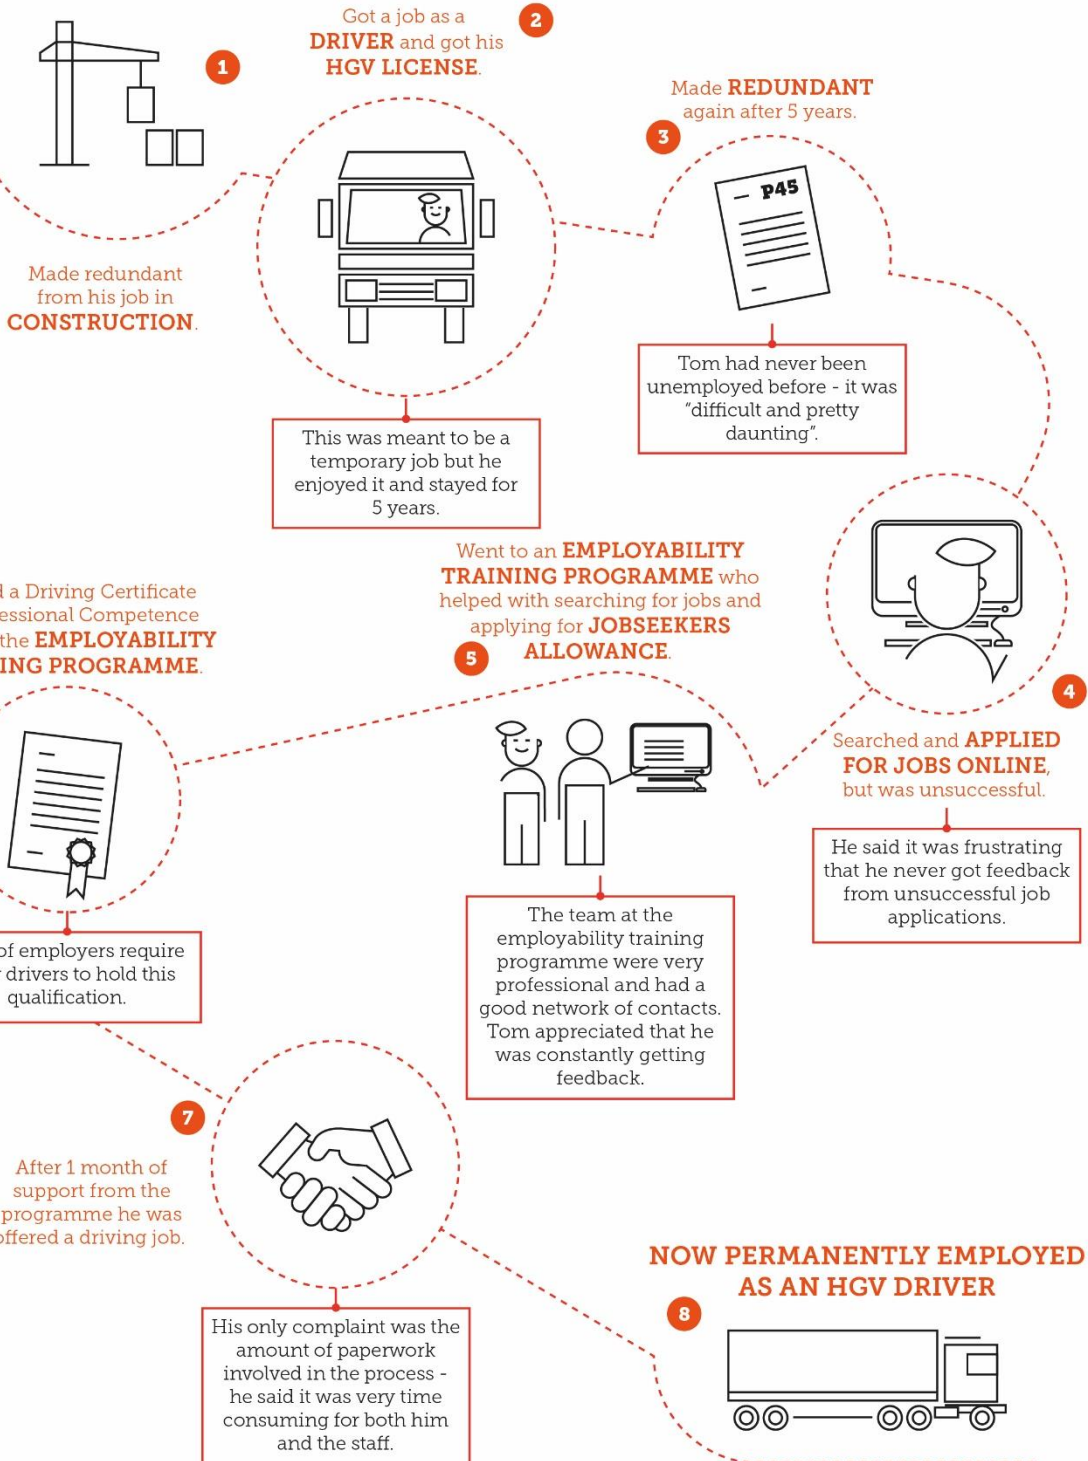 1
Made redundant
from his job in
CONSTRUCTION.
2
Got a job as a
DRIVER and got his
HGV LICENSE.
This was meant to be a
temporary job but he
enjoyed it and stayed for
5 years.
3
Made REDUNDANT
again after 5 years.
P45
Tom had never been
unemployed before - it was
"difficult and pretty
daunting".
4
Searched and APPLIED
FOR JOBS ONLINE,
but was unsuccessful.
He said it was frustrating
that he never got feedback
from unsuccessful job
applications.
Went to an EMPLOYABILITY
TRAINING PROGRAMME who
helped with searching for jobs and
applying for JOBSEEKERS
5
ALLOWANCE.
The team at the
employability training
programme were very
professional and had a
good network of contacts.
Tom appreciated that he
was constantly getting
feedback.
a Driving Certificate
essional Competence
the EMPLOYABILITY
ING PROGRAMME.
of employers require
drivers to hold this
qualification.
7
After 1 month of
support from the
programme he was
offered a driving job.
His only complaint was the
amount of paperwork
involved in the process -
he said it was very time
consuming for both him
and the staff.
NOW PERMANENTLY EMPLOYED
AS AN HGV DRIVER
8